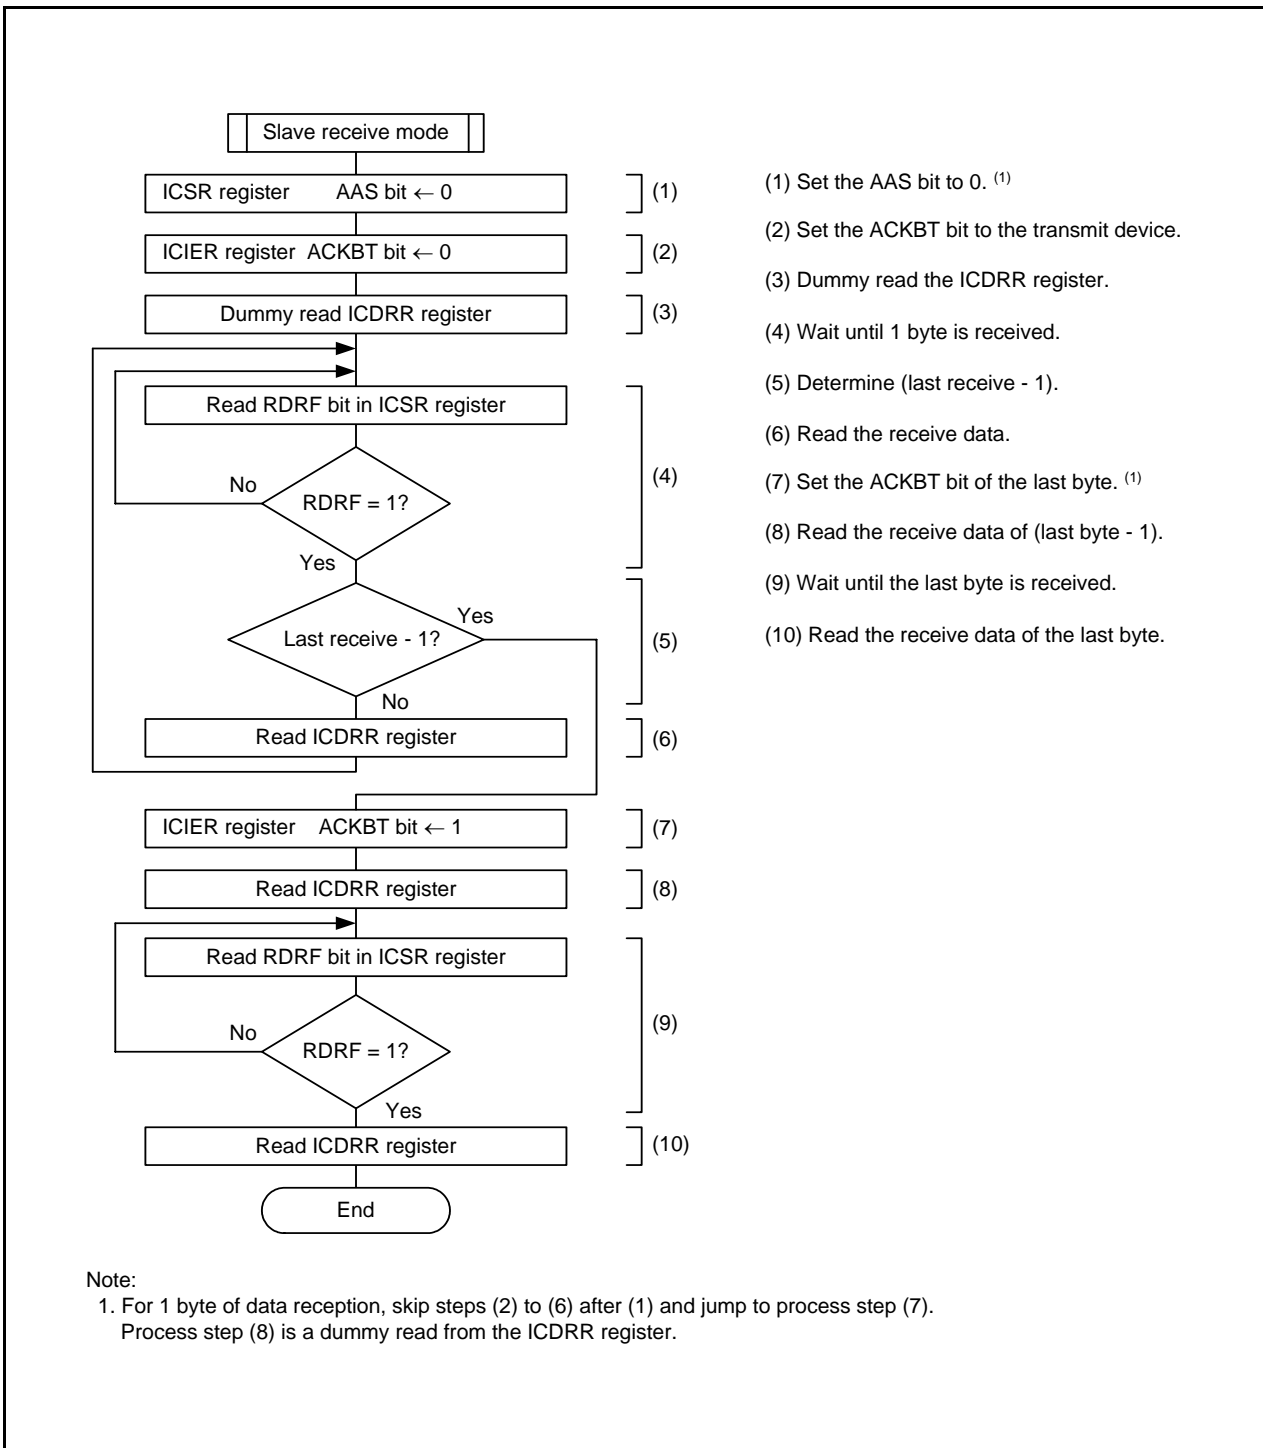 Slave receive mode
ICSR register AAS bit ← 0
(1)
ICIER register ACKBT bit ← 0
(2)
Dummy read ICDRR register
(3)
Read RDRF bit in ICSR register
RDRF = 1?
No
Yes
(4)
Last receive - 1?
Yes
No
(5)
Read ICDRR register
(6)
ICIER register ACKBT bit ← 1
(7)
Read ICDRR register
(8)
Read RDRF bit in ICSR register
RDRF = 1?
No
Yes
(9)
Read ICDRR register
(10)
End
(1) Set the AAS bit to 0. (1)
(2) Set the ACKBT bit to the transmit device.
(3) Dummy read the ICDRR register.
(4) Wait until 1 byte is received.
(5) Determine (last receive - 1).
(6) Read the receive data.
(7) Set the ACKBT bit of the last byte. (1)
(8) Read the receive data of (last byte - 1).
(9) Wait until the last byte is received.
(10) Read the receive data of the last byte.
Note:
1. For 1 byte of data reception, skip steps (2) to (6) after (1) and jump to process step (7).
Process step (8) is a dummy read from the ICDRR register.